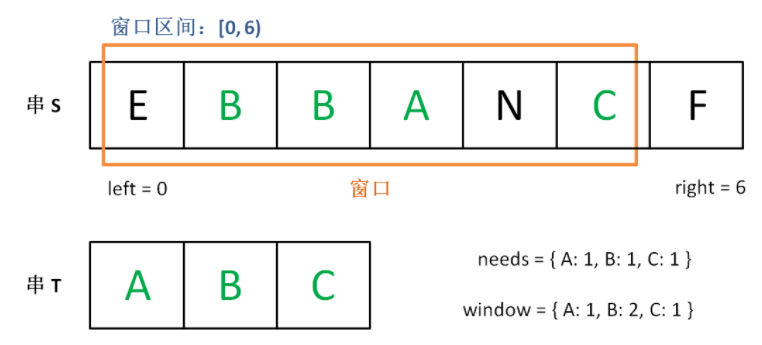 窗口区间：[0,6)
串 S E B B A N C F
left = 0 窗口 right = 6
串 T A B C
needs = { A: 1, B: 1, C: 1 }
window = { A: 1, B: 2, C: 1 }